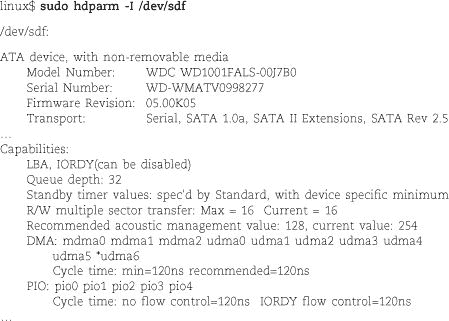 linux$ sudo hdparm -I /dev/sdf
/dev/sdf:
ATA device, with non-removable media
Model Number: WDC WD1001FALS-00J7B0
Serial Number: WD-WMATV0998277
Firmware Revision: 05.00K05
Transport: Serial, SATA 1.0a, SATA II Extensions, SATA Rev 2.5
...
Capabilities:
LBA, IORDY(can be disabled)
Queue depth: 32
Standby timer values: spec'd by Standard, with device specific minimum
R/W multiple sector transfer: Max = 16 Current = 16
Recommended acoustic management value: 128, current value: 254
DMA: mdma0 mdma1 mdma2 udma0 udma1 udma2 udma3 udma4
udma5 *udma6
Cycle time: min=120ns recommended=120ns
PIO: pio0 pio1 pio2 pio3 pio4
Cycle time: no flow control=120ns IORDY flow control=120ns
...